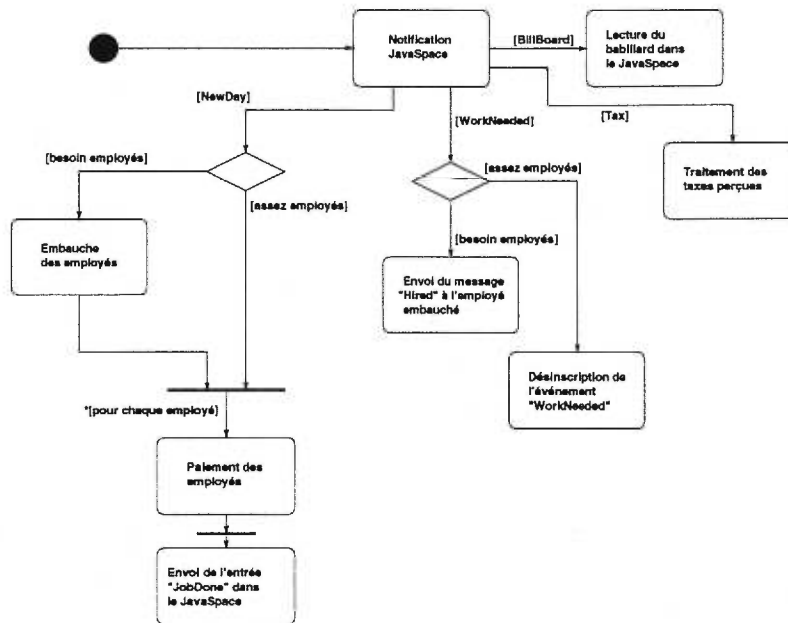 Notification
JavaSpace
[BillBoard]
Lecture du
babillard dans
le JavaSpace
[NewDay]
[WorkNeeded]
[Tax]
[besoin employés]
[assez employés]
Traitement des
taxes perçues
[assez employés]
[besoin employés]
Embauche
des employés
Envoi du message
"Hired" à l'employé
embauché
Désinscription de
l'événement
"WorkNeeded"
*[pour chaque employé]
Paiement des
employés
Envoi de l'entrée
"JobDone" dans
le JavaSpace